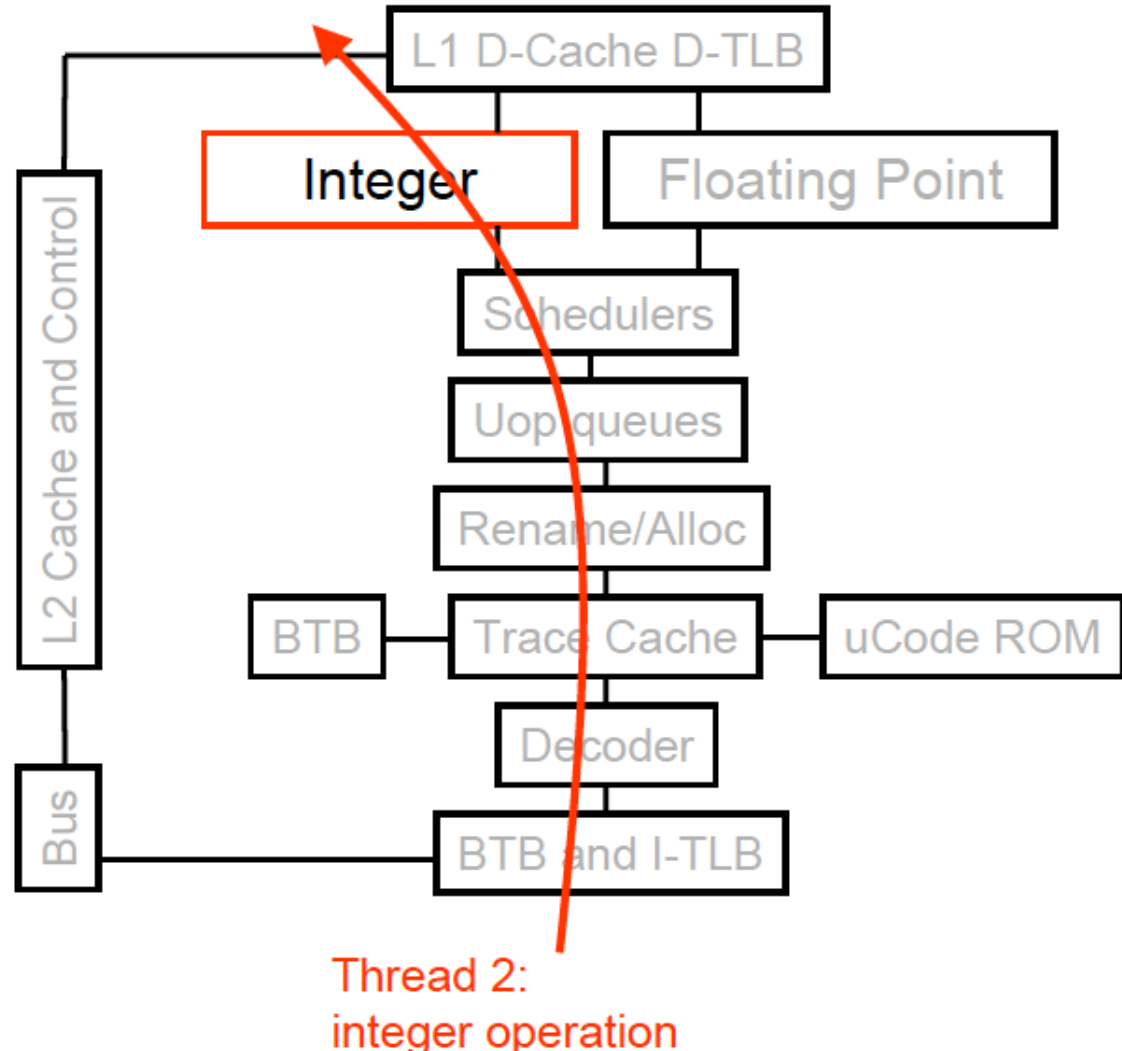 L1 D-Cache D-TLB
Integer
Floating Point
L2 Cache and Control
Schedulers
Uop queues
Rename/Alloc
BTB
Trace Cache
uCode ROM
Decoder
Bus
BTB and I-TLB
Thread 2:
integer operation